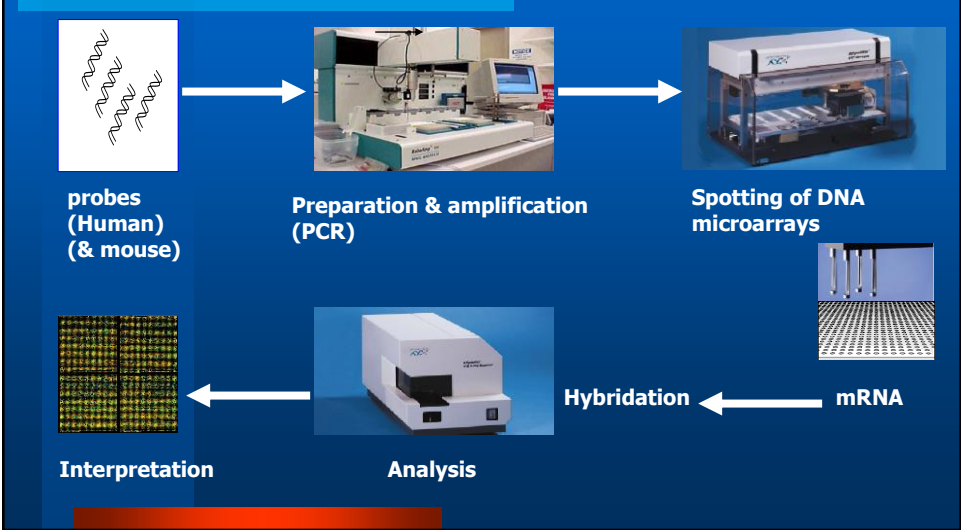 probes
(Human)
(& mouse)
Preparation & amplification
(PCR)
Spotting of DNA
microarrays
mRNA
Hybridation
Analysis
Interpretation